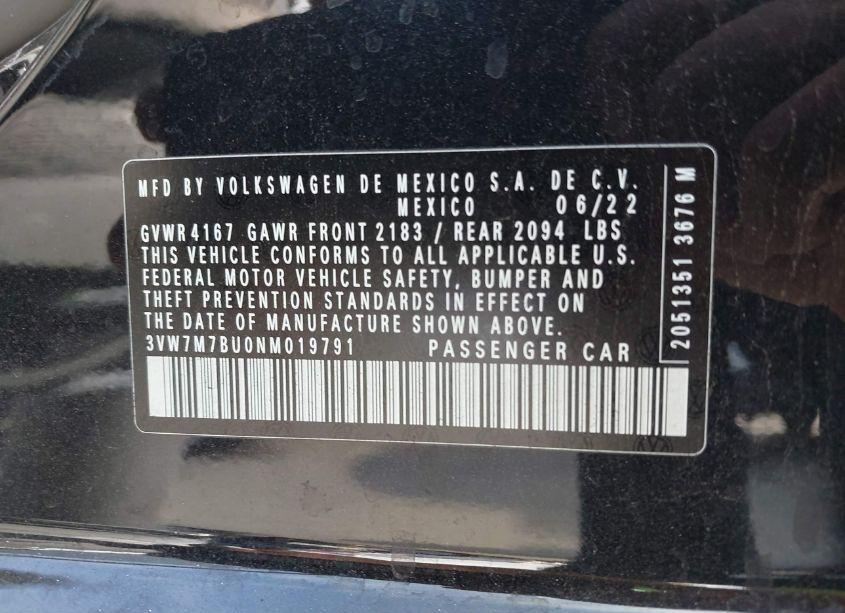 MFD BY VOLKSWAGEN DE MEXICO S.A. DE C.V.
MEXICO 06/22
GVWR 4167 GAWR FRONT 2183 / REAR 2094 LBS
THIS VEHICLE CONFORMS TO ALL APPLICABLE U.S.
FEDERAL MOTOR VEHICLE SAFETY, BUMPER AND
THEFT PREVENTION STANDARDS IN EFFECT ON
THE DATE OF MANUFACTURE SHOWN ABOVE.
3VW7M7BU0NM019791 PASSENGER CAR
2051351 3676 M